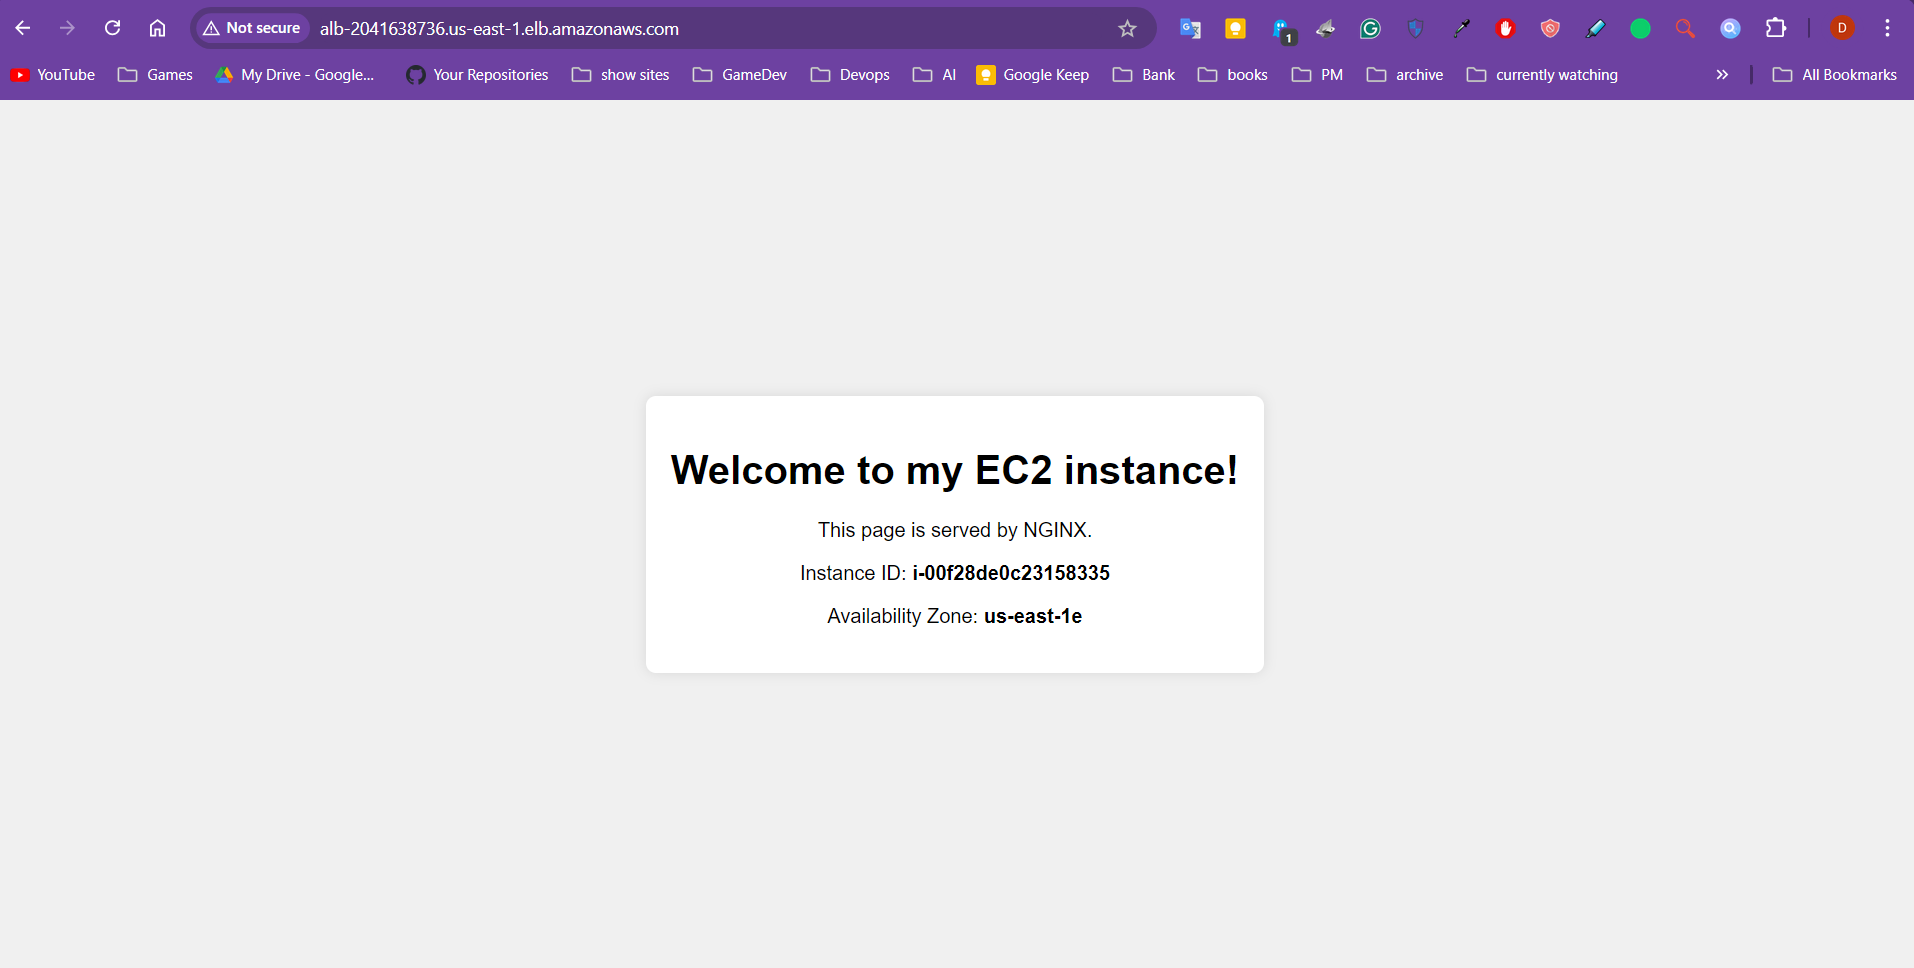 Not secure alb-2041638736.us-east-1.elb.amazonaws.com 1 D
YouTube Games My Drive - Google... Your Repositories show sites GameDev Devops AI Google Keep Bank books PM archive currently watching » All Bookmarks
Welcome to my EC2 instance!
This page is served by NGINX.
Instance ID: i-00f28de0c23158335
Availability Zone: us-east-1e